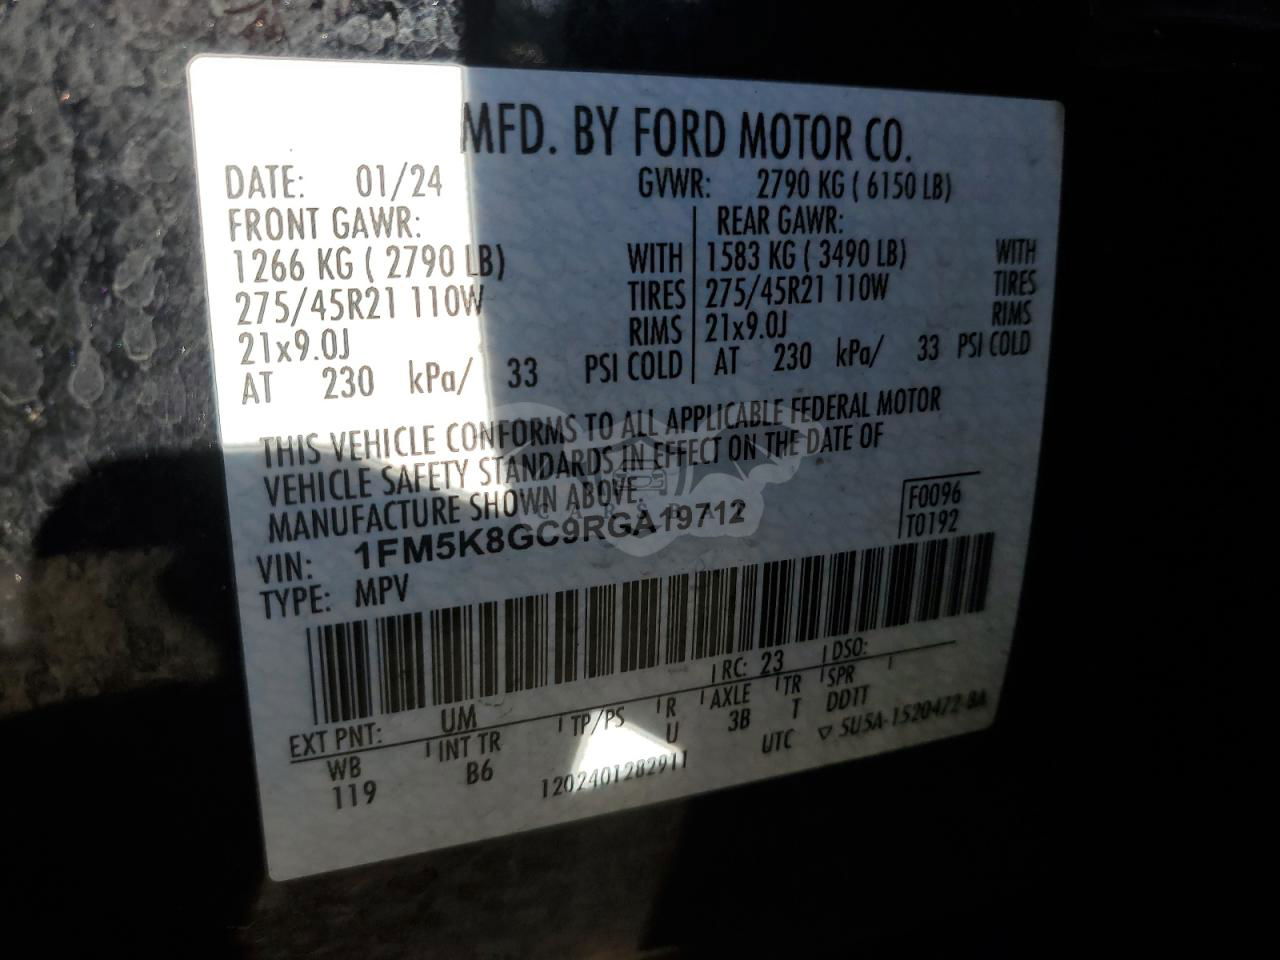 MFD. BY FORD MOTOR CO.
DATE: 01/24 GVWR: 2790 KG ( 6150 LB)
FRONT GAWR: REAR GAWR:
1266 KG ( 2790 LB) WITH 1583 KG ( 3490 LB) WITH
275/45R21 110W TIRES 275/45R21 110W TIRES
21x9.0J RIMS 21x9.0J RIMS
AT 230 kPa/ 33 PSI COLD AT 230 kPa/ 33 PSI COLD
THIS VEHICLE CONFORMS TO ALL APPLICABLE FEDERAL MOTOR
VEHICLE SAFETY STANDARDS IN EFFECT ON THE DATE OF
MANUFACTURE SHOWN ABOVE.
F0096
T0192
VIN: 1FM5K8GC9RGA19712
TYPE: MPV
EXT PNT: UM RC: 23 DSO:
WB INT TR TP/PS R AXLE TR SPR
119 B6 U 3B T DDTT
1202401282911 UTC ▽ 5U5A-1520472-BA